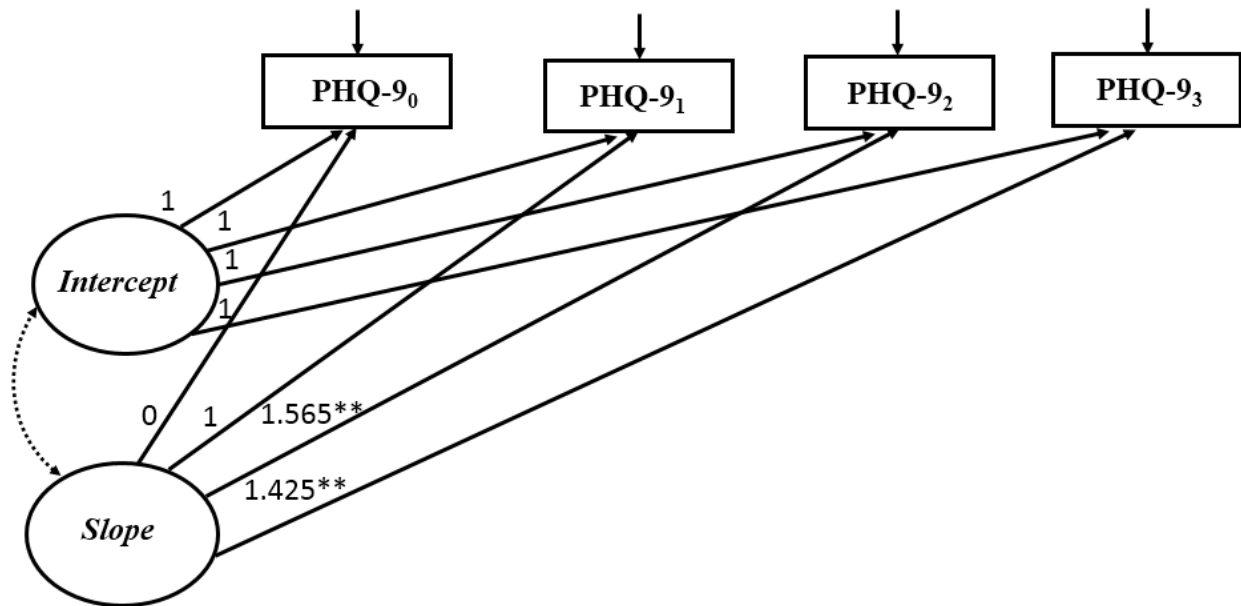 PHQ-9₀ PHQ-9₁ PHQ-9₂ PHQ-9₃
1
1
1
Intercept
1
0 1 1.565**
1.425**
Slope